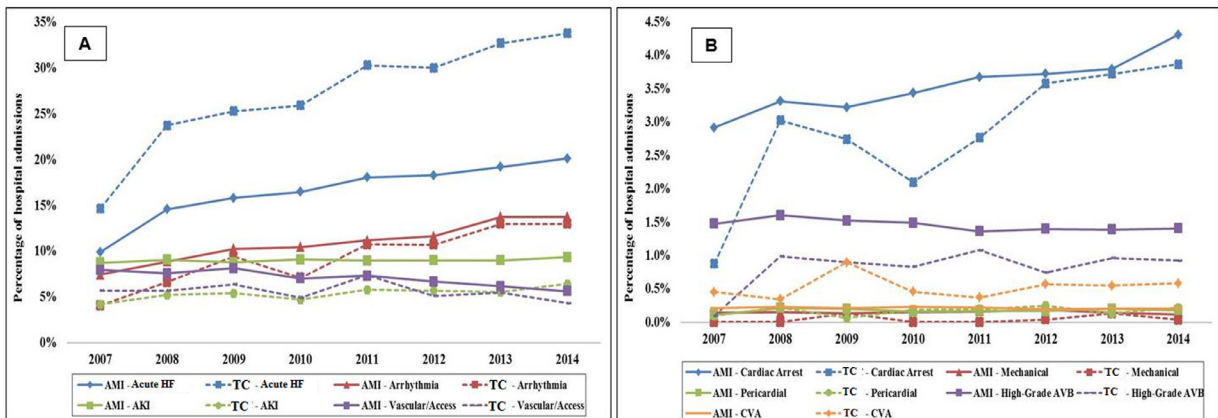 A
Percentage of hospital admissions
35%
30%
25%
20%
15%
10%
5%
0%
2007 2008 2009 2010 2011 2012 2013 2014
AMI - Acute HF TC - Acute HF AMI - Arrhythmia TC - Arrhythmia
AMI - AKI TC - AKI AMI - Vascular/Access TC - Vascular/Access
B
Percentage of hospital admissions
4.5%
4.0%
3.5%
3.0%
2.5%
2.0%
1.5%
1.0%
0.5%
0.0%
2007 2008 2009 2010 2011 2012 2013 2014
AMI - Cardiac Arrest TC - Cardiac Arrest AMI - Mechanical TC - Mechanical
AMI - Pericardial TC - Pericardial AMI - High-Grade AVB TC - High-Grade AVB
AMI - CVA TC - CVA